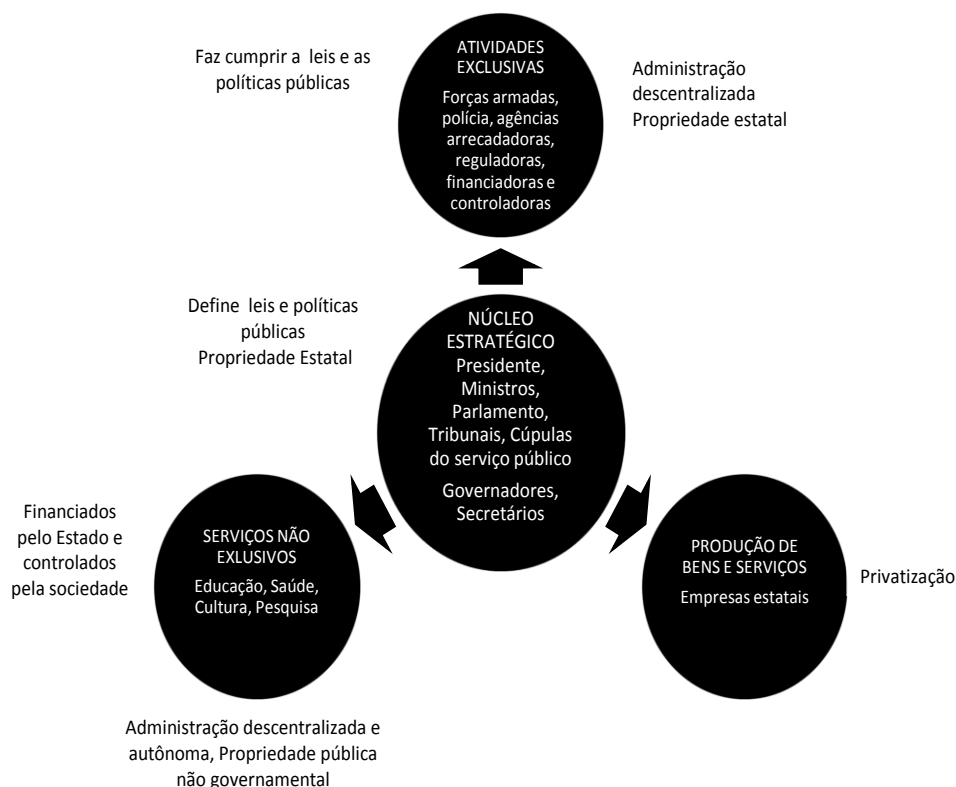 Faz cumprir a leis e as
políticas públicas
ATIVIDADES
EXCLUSIVAS
Forças armadas,
polícia, agências
arrecadadoras,
reguladoras,
financiadoras e
controladoras
Administração
descentralizada
Propriedade estatal
Define leis e políticas
públicas
Propriedade Estatal
NÚCLEO
ESTRATÉGICO
Presidente,
Ministros,
Parlamento,
Tribunais, Cúpulas
do serviço público
Governadores,
Secretários
Financiados
pelo Estado e
controlados
pela sociedade
SERVIÇOS NÃO
EXLUSIVOS
Educação, Saúde,
Cultura, Pesquisa
Administração descentralizada e
autônoma, Propriedade pública
não governamental
PRODUÇÃO DE
BENS E SERVIÇOS
Empresas estatais
Privatização